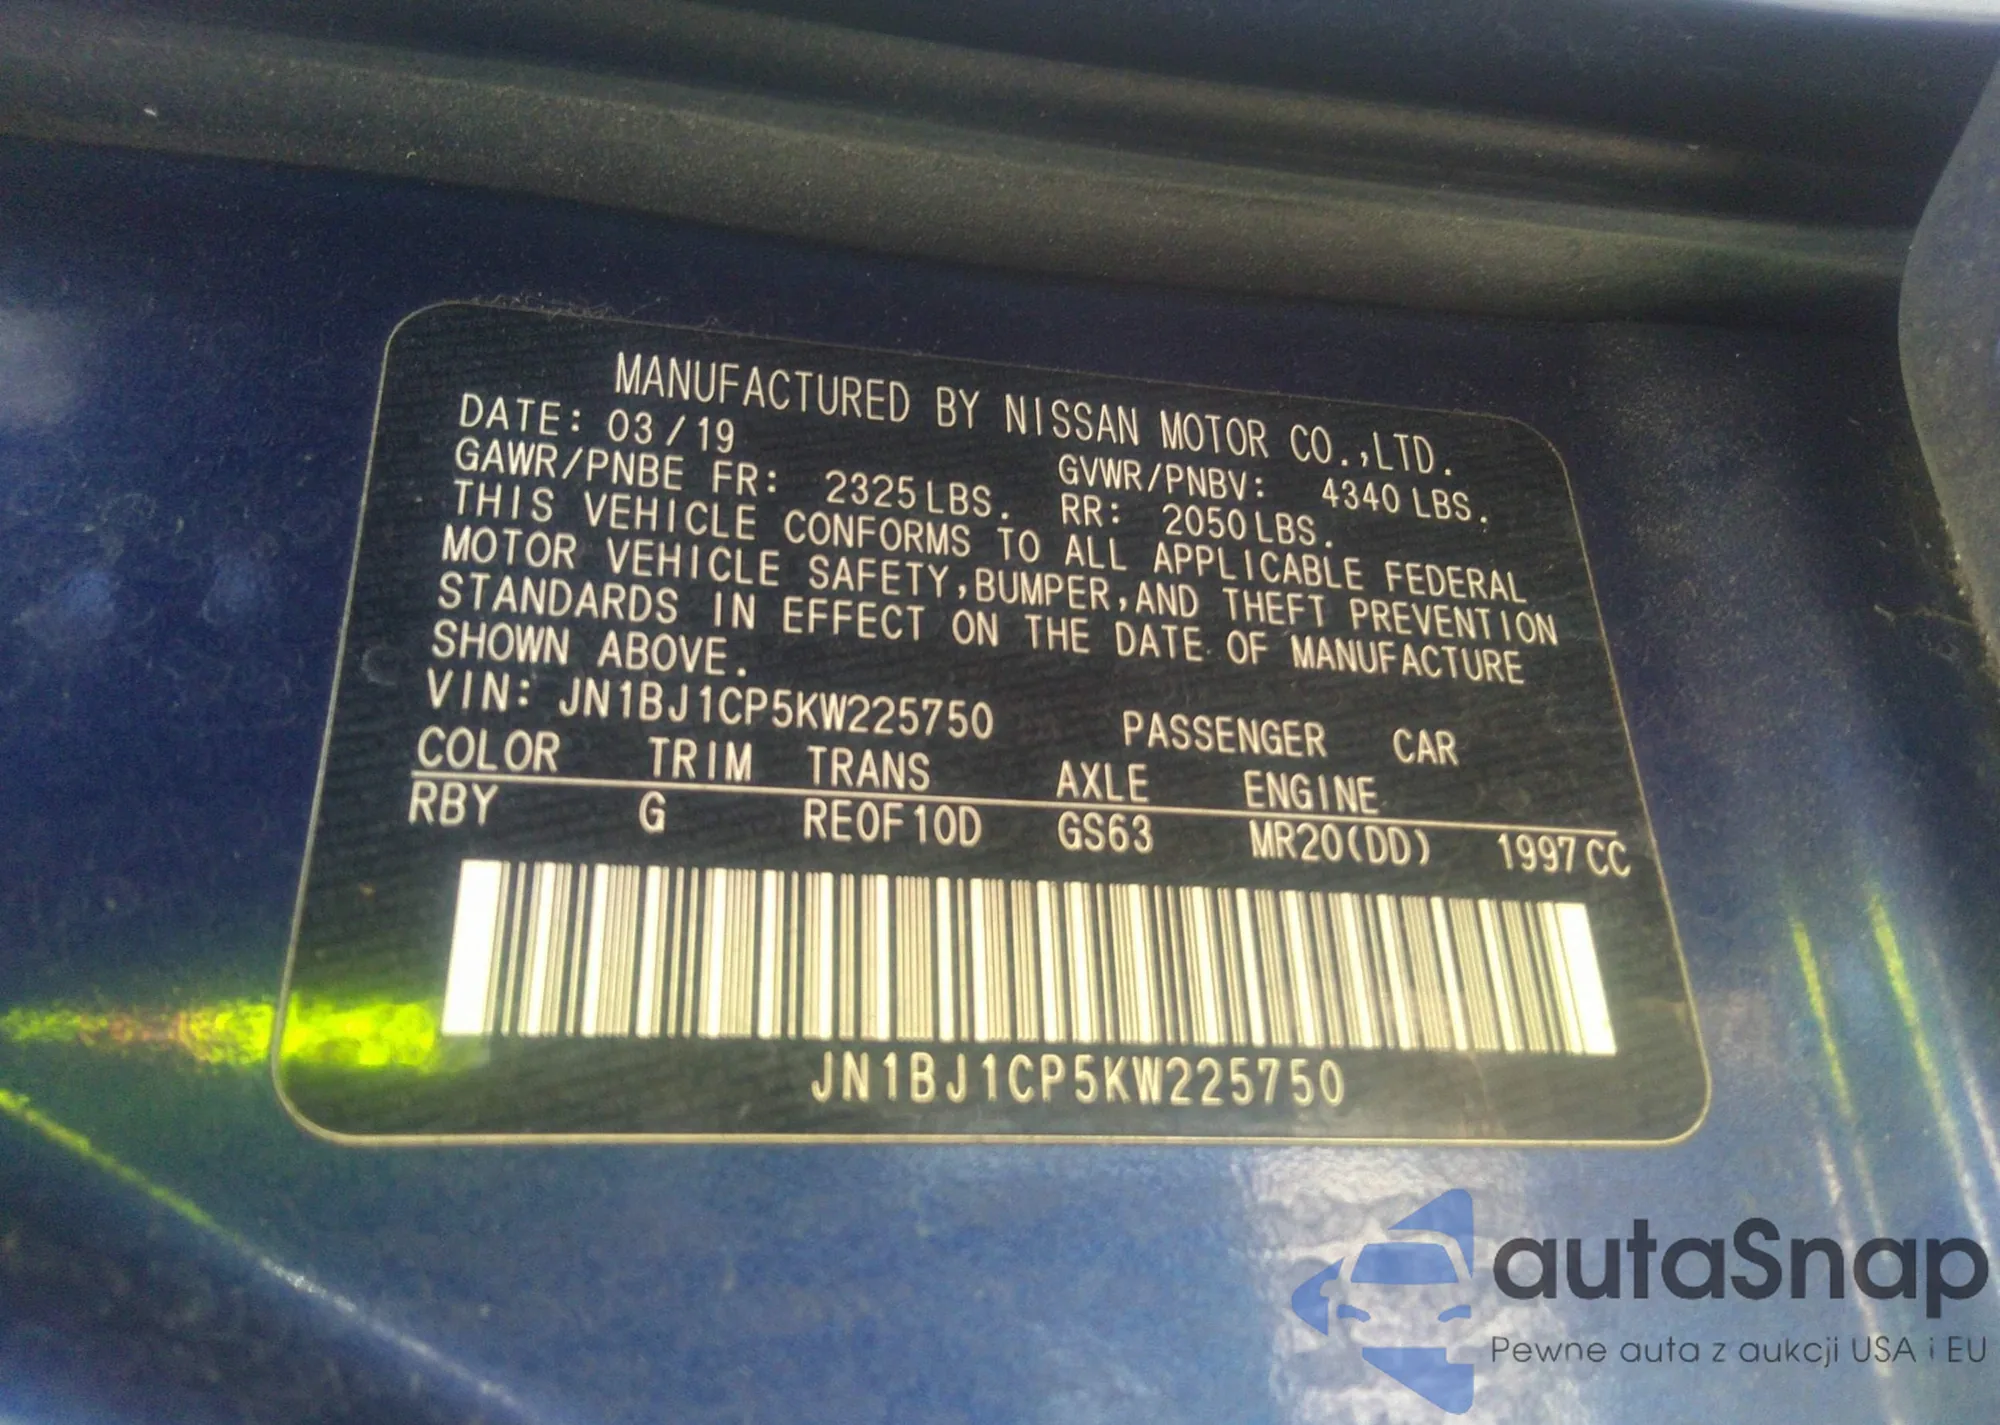 MANUFACTURED BY NISSAN MOTOR CO.,LTD.
DATE: 03/19
GVWR/PNBV: 4340 LBS.
GAWR/PNBE FR: 2325 LBS. RR: 2050 LBS.
THIS VEHICLE CONFORMS TO ALL APPLICABLE FEDERAL
MOTOR VEHICLE SAFETY,BUMPER,AND THEFT PREVENTION
STANDARDS IN EFFECT ON THE DATE OF MANUFACTURE
SHOWN ABOVE.
VIN: JN1BJ1CP5KW225750 PASSENGER CAR
COLOR TRIM TRANS AXLE ENGINE
RBY G RE0F10D GS63 MR20(DD) 1997 CC
JN1BJ1CP5KW225750
autaSnap
Pewne auta z aukcji USA i EU